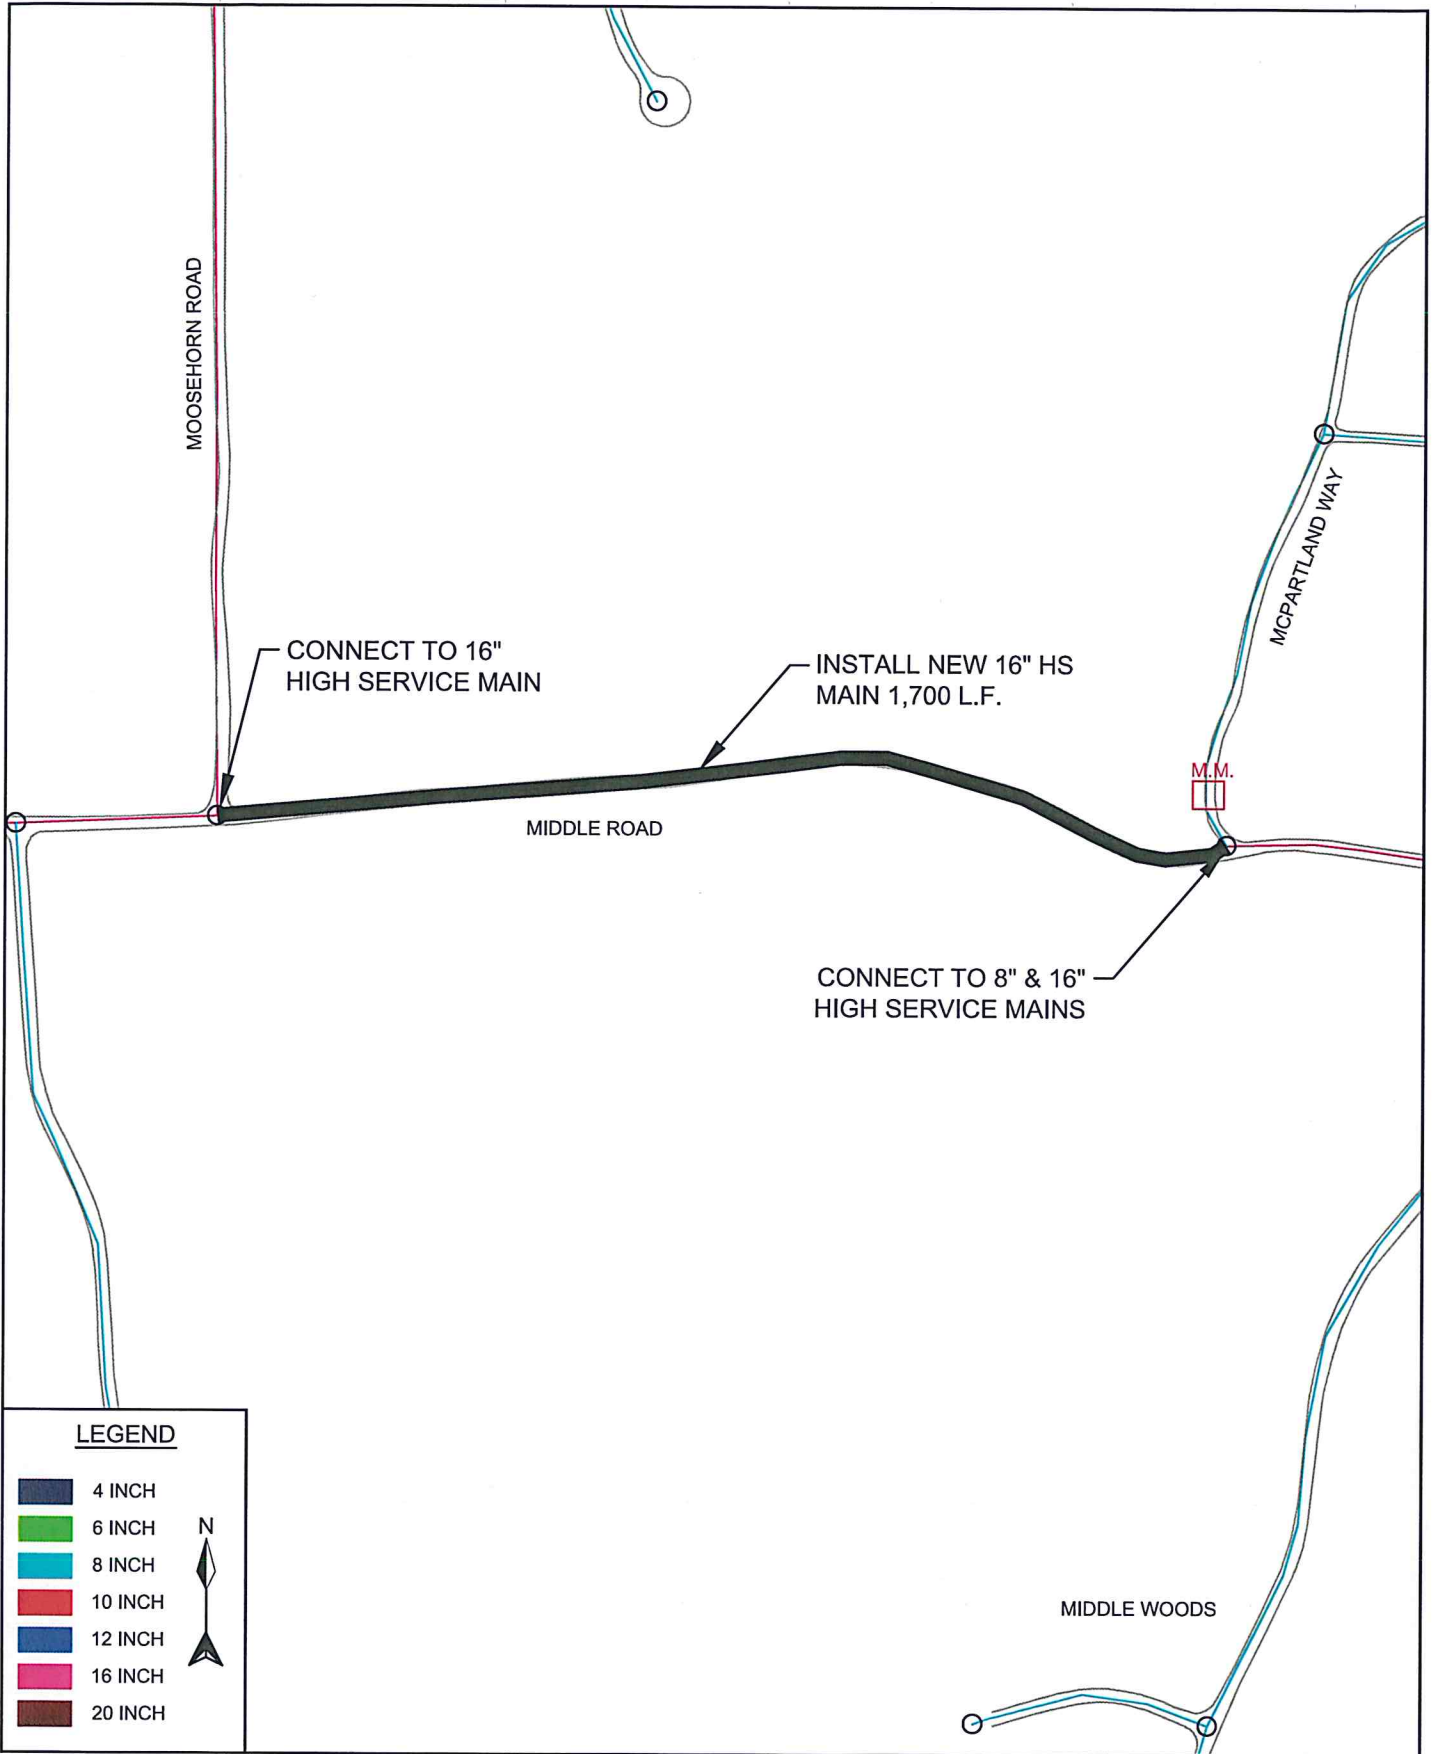 MOOSEHORN ROAD
MCPARTLAND WAY
CONNECT TO 16"
HIGH SERVICE MAIN
INSTALL NEW 16" HS
MAIN 1,700 L.F.
M.M.
MIDDLE ROAD
CONNECT TO 8" & 16"
HIGH SERVICE MAINS
LEGEND
4 INCH
6 INCH
8 INCH
10 INCH
12 INCH
16 INCH
20 INCH
N
MIDDLE WOODS